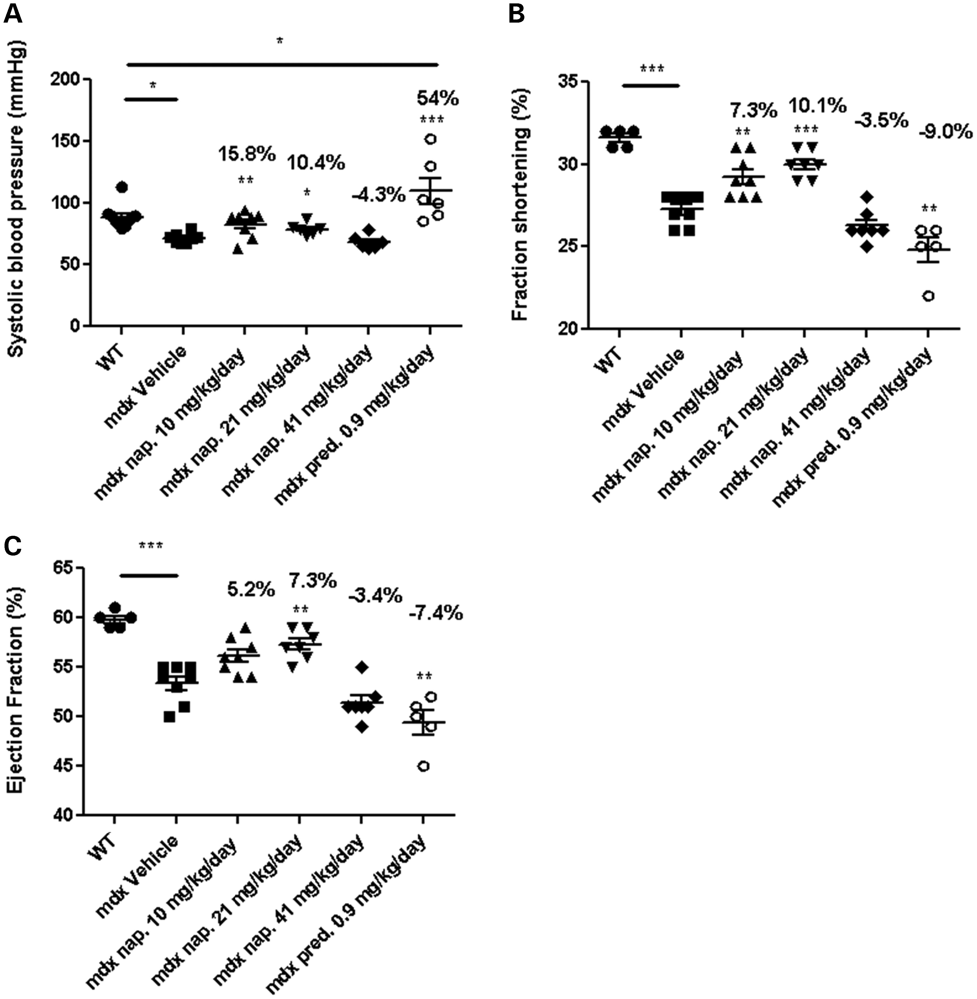 A
Systolic blood pressure (mmHg)
*
*
200
150
100
50
0
15.8%
**
10.4%
*
-4.3%
54%
***
WT
mdx Vehicle
mdx nap. 10 mg/kg/day
mdx nap. 21 mg/kg/day
mdx nap. 41 mg/kg/day
mdx pred. 0.9 mg/kg/day
B
Fraction shortening (%)
***
35
30
25
20
7.3%
**
10.1%
***
-3.5%
-9.0%
**
WT
mdx Vehicle
mdx nap. 10 mg/kg/day
mdx nap. 21 mg/kg/day
mdx nap. 41 mg/kg/day
mdx pred. 0.9 mg/kg/day
C
Ejection Fraction (%)
***
65
60
55
50
45
40
5.2%
7.3%
**
-3.4%
-7.4%
**
WT
mdx Vehicle
mdx nap. 10 mg/kg/day
mdx nap. 21 mg/kg/day
mdx nap. 41 mg/kg/day
mdx pred. 0.9 mg/kg/day